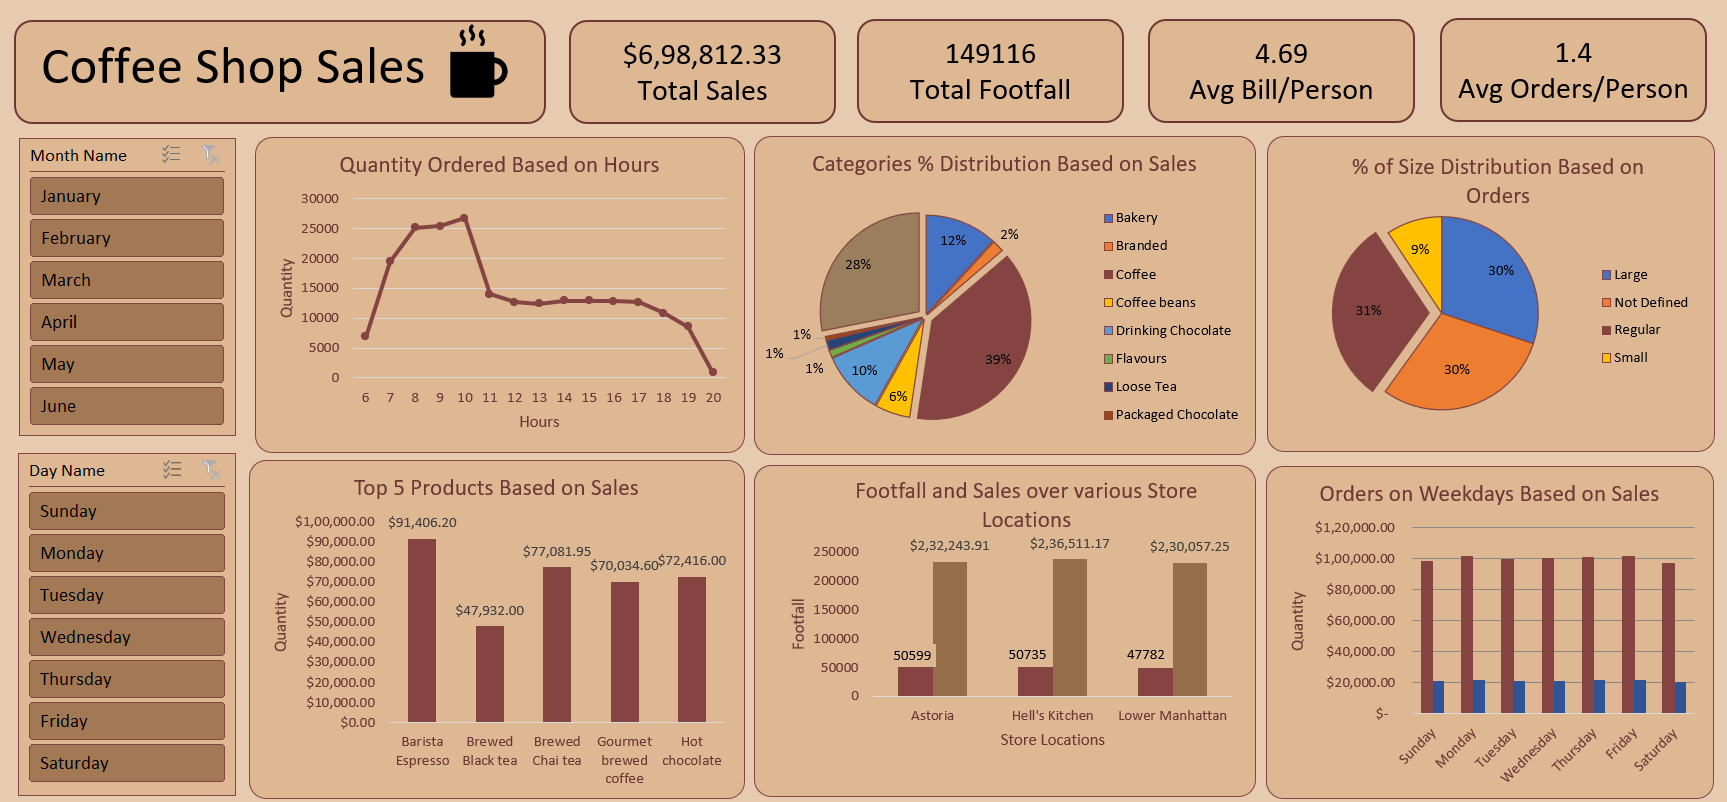 Coffee Shop Sales
$6,98,812.33
Total Sales
149116
Total Footfall
4.69
Avg Bill/Person
1.4
Avg Orders/Person
Month Name
January
February
March
April
May
June
Day Name
Sunday
Monday
Tuesday
Wednesday
Thursday
Friday
Saturday
Quantity Ordered Based on Hours
30000
25000
20000
15000
10000
5000
0
Quantity
6 7 8 9 10 11 12 13 14 15 16 17 18 19 20
Hours
Categories % Distribution Based on Sales
12%
2%
39%
6%
10%
1%
1%
1%
28%
Bakery
Branded
Coffee
Coffee beans
Drinking Chocolate
Flavours
Loose Tea
Packaged Chocolate
% of Size Distribution Based on
Orders
30%
30%
31%
9%
Large
Not Defined
Regular
Small
Top 5 Products Based on Sales
$1,00,000.00
$90,000.00
$80,000.00
$70,000.00
$60,000.00
$50,000.00
$40,000.00
$30,000.00
$20,000.00
$10,000.00
$0.00
Quantity
$91,406.20
$47,932.00
$77,081.95
$70,034.60
$72,416.00
Barista
Espresso
Brewed
Black tea
Brewed
Chai tea
Gourmet
brewed
coffee
Hot
chocolate
Footfall and Sales over various Store
Locations
250000
200000
150000
100000
50000
0
Footfall
$2,32,243.91
$2,36,511.17
$2,30,057.25
50599
50735
47782
Astoria
Hell's Kitchen
Lower Manhattan
Store Locations
Orders on Weekdays Based on Sales
$1,20,000.00
$1,00,000.00
$80,000.00
$60,000.00
$40,000.00
$20,000.00
$-
Quantity
Sunday
Monday
Tuesday
Wednesday
Thursday
Friday
Saturday